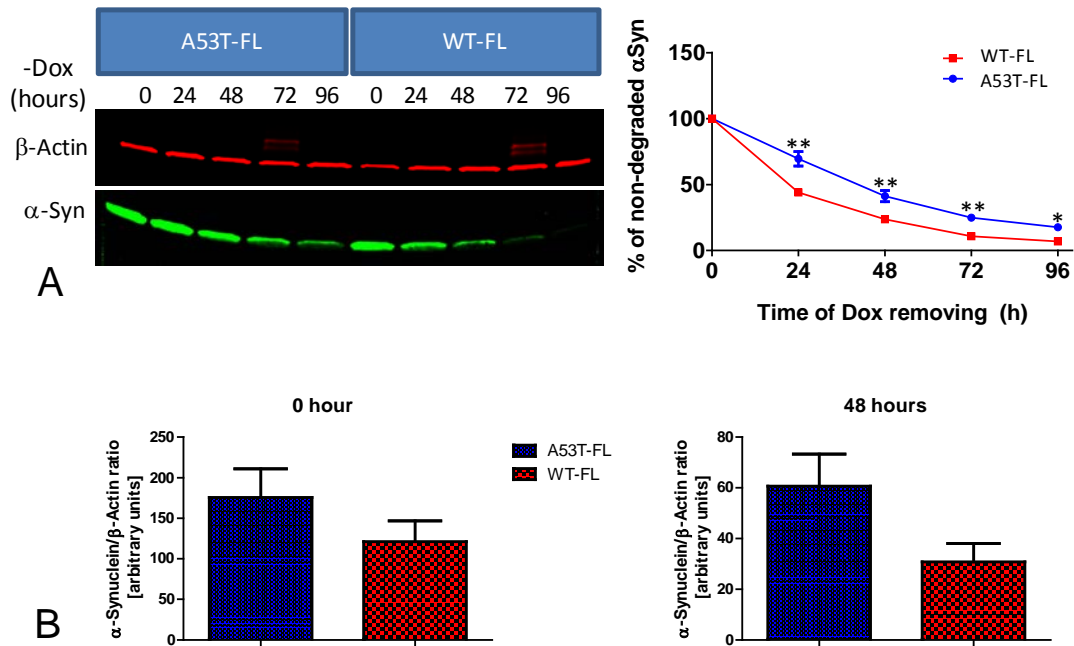 A53T-FL WT-FL
-Dox
(hours) 0 24 48 72 96 0 24 48 72 96
β-Actin
α-Syn
A
% of non-degraded αSyn
150
100
50
0
WT-FL
A53T-FL
**
**
**
*
0 24 48 72 96
Time of Dox removing (h)
B
0 hour
α-Synuclein/β-Actin ratio
[arbitrary units]
250
200
150
100
50
0
A53T-FL
WT-FL
48 hours
α-Synuclein/β-Actin ratio
[arbitrary units]
80
60
40
20
0